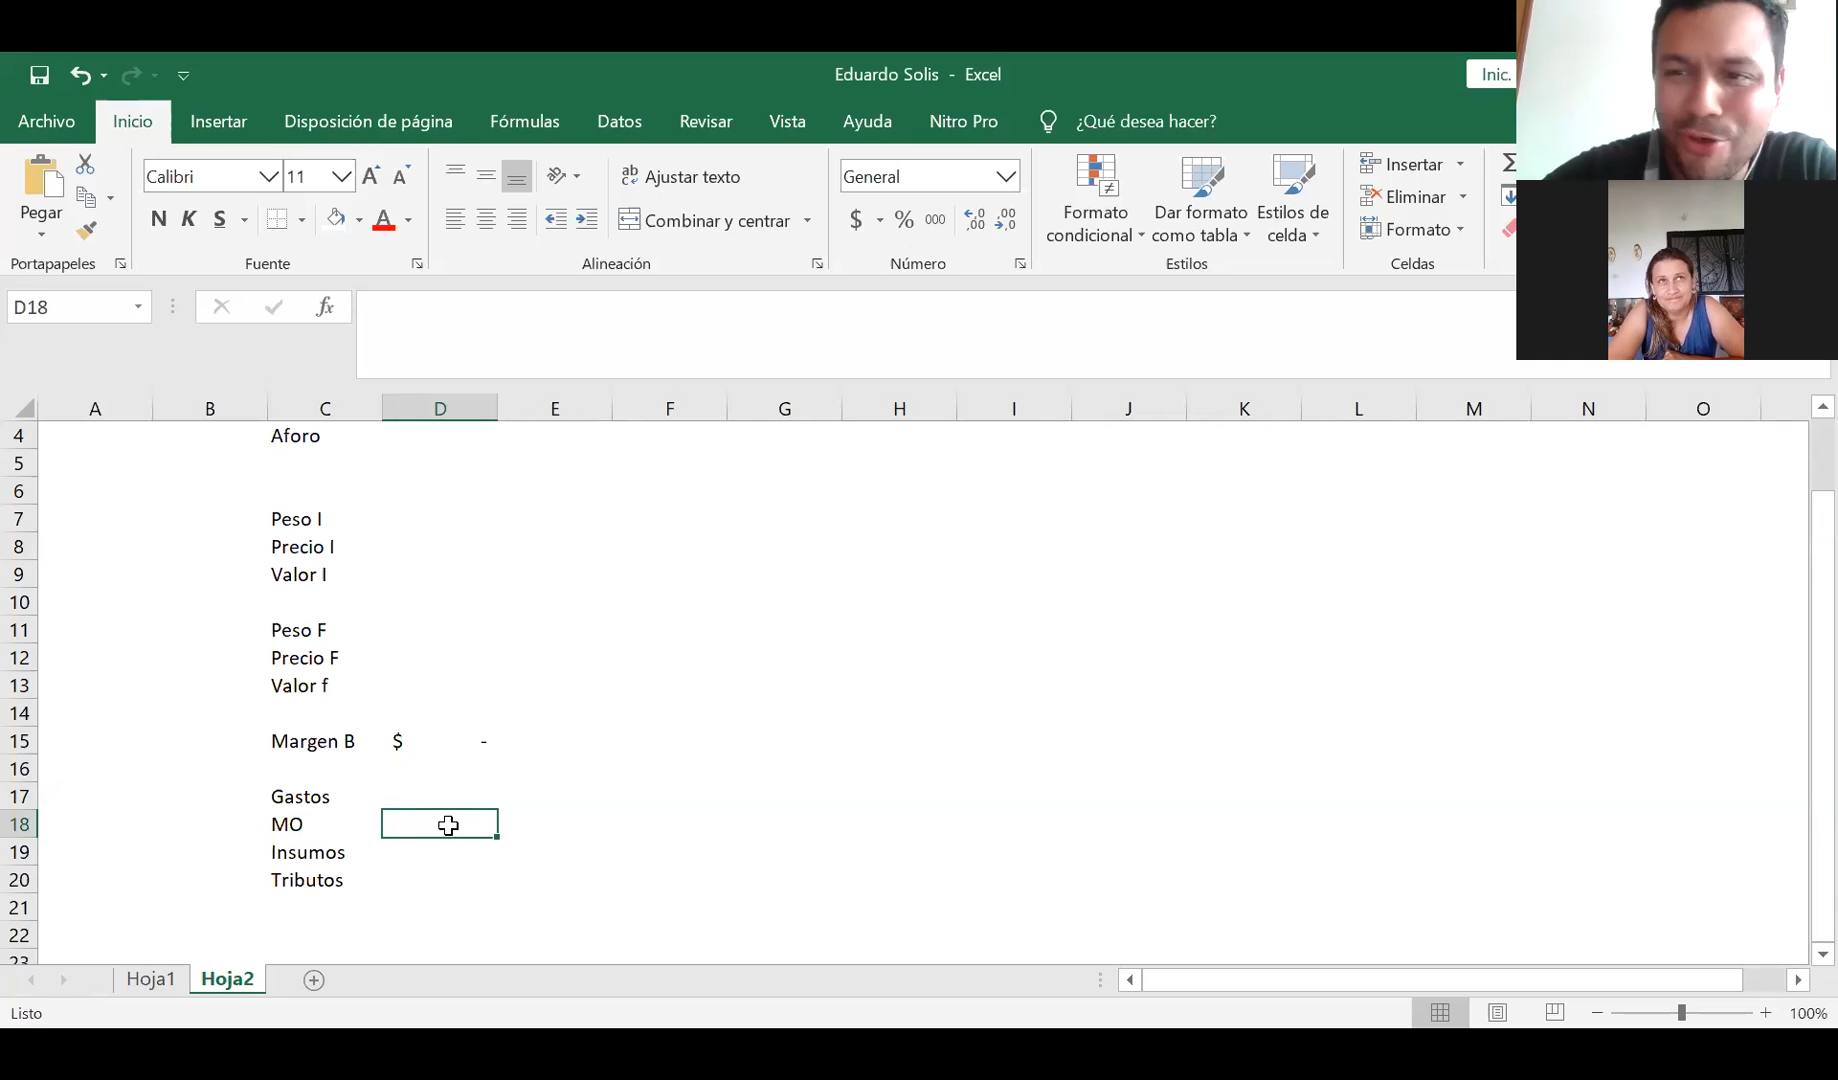 Eduardo Solis - Excel
Inic.
Archivo
Inicio
Insertar
Disposición de página
Fórmulas
Datos
Revisar
Vista
Ayuda
Nitro Pro
¿Qué desea hacer?
Pegar
Portapapeles
Calibri
11
N K S
A
Fuente
ab
Ajustar texto
Combinar y centrar
Alineación
General
$ % 000
Número
Formato
condicional
Dar formato
como tabla
Estilos de
celda
Estilos
Insertar
Eliminar
Formato
Celdas
D18
fx
A B C D E F G H I J K L M N O
4 Aforo
5
6
7 Peso I
8 Precio I
9 Valor I
10
11 Peso F
12 Precio F
13 Valor f
14
15 Margen B $ -
16
17 Gastos
18 MO
19 Insumos
20 Tributos
21
22
23
Hoja1
Hoja2
Listo
100%